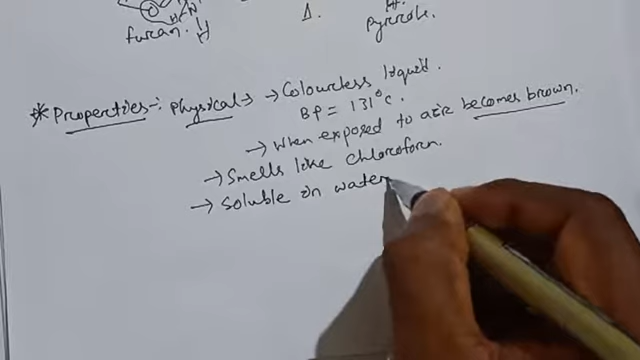 furan.
Δ.
pyrrole.
* Properties-: Physical → → Colourless liquid.
BP = 131°C.
→ When exposed to air becomes brown.
→ Smells like chloroform.
→ Soluble in water